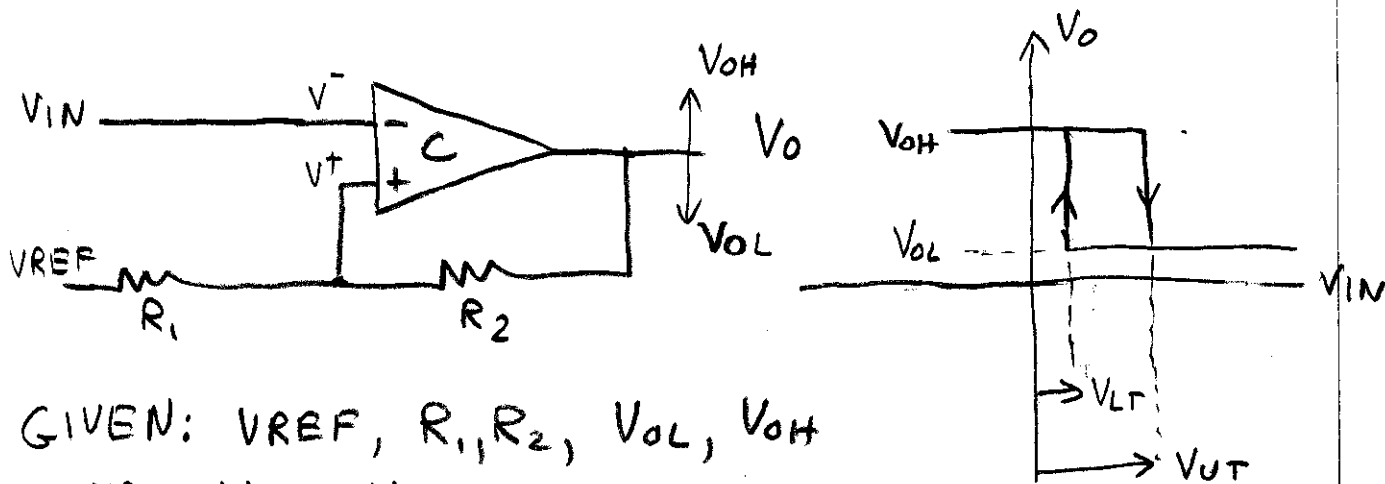 VIN
V-
-
C
V+
+
VREF
R1
R2
VOH
VO
VOL
VO
VOH
VOL
VIN
VLT
VUT
GIVEN: VREF, R1, R2, VOL, VOH